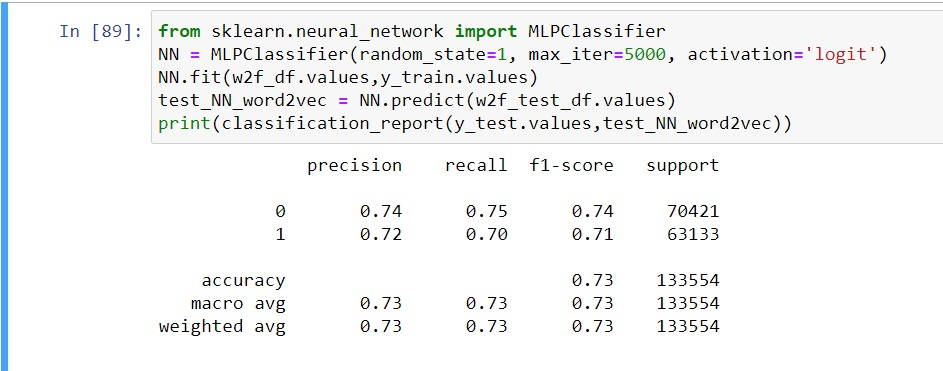 In [89]: from sklearn.neural_network import MLPClassifier
NN = MLPClassifier(random_state=1, max_iter=5000, activation='logit')
NN.fit(w2f_df.values,y_train.values)
test_NN_word2vec = NN.predict(w2f_test_df.values)
print(classification_report(y_test.values,test_NN_word2vec))
precision recall f1-score support
0 0.74 0.75 0.74 70421
1 0.72 0.70 0.71 63133
accuracy 0.73 133554
macro avg 0.73 0.73 0.73 133554
weighted avg 0.73 0.73 0.73 133554